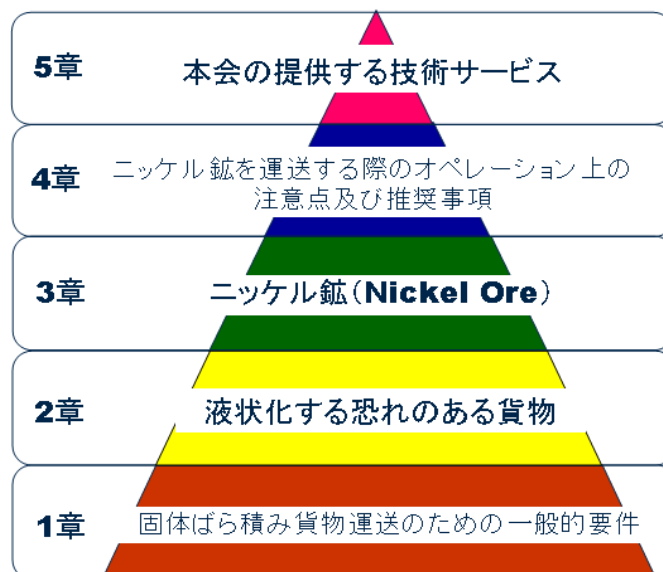 5章
本会の提供する技術サービス
4章
ニッケル鉱を運送する際のオペレーション上の
注意点及び推奨事項
3章
ニッケル鉱(Nickel Ore)
2章
液状化する恐れのある貨物
1章
固体ばら積み貨物運送のための一般的要件